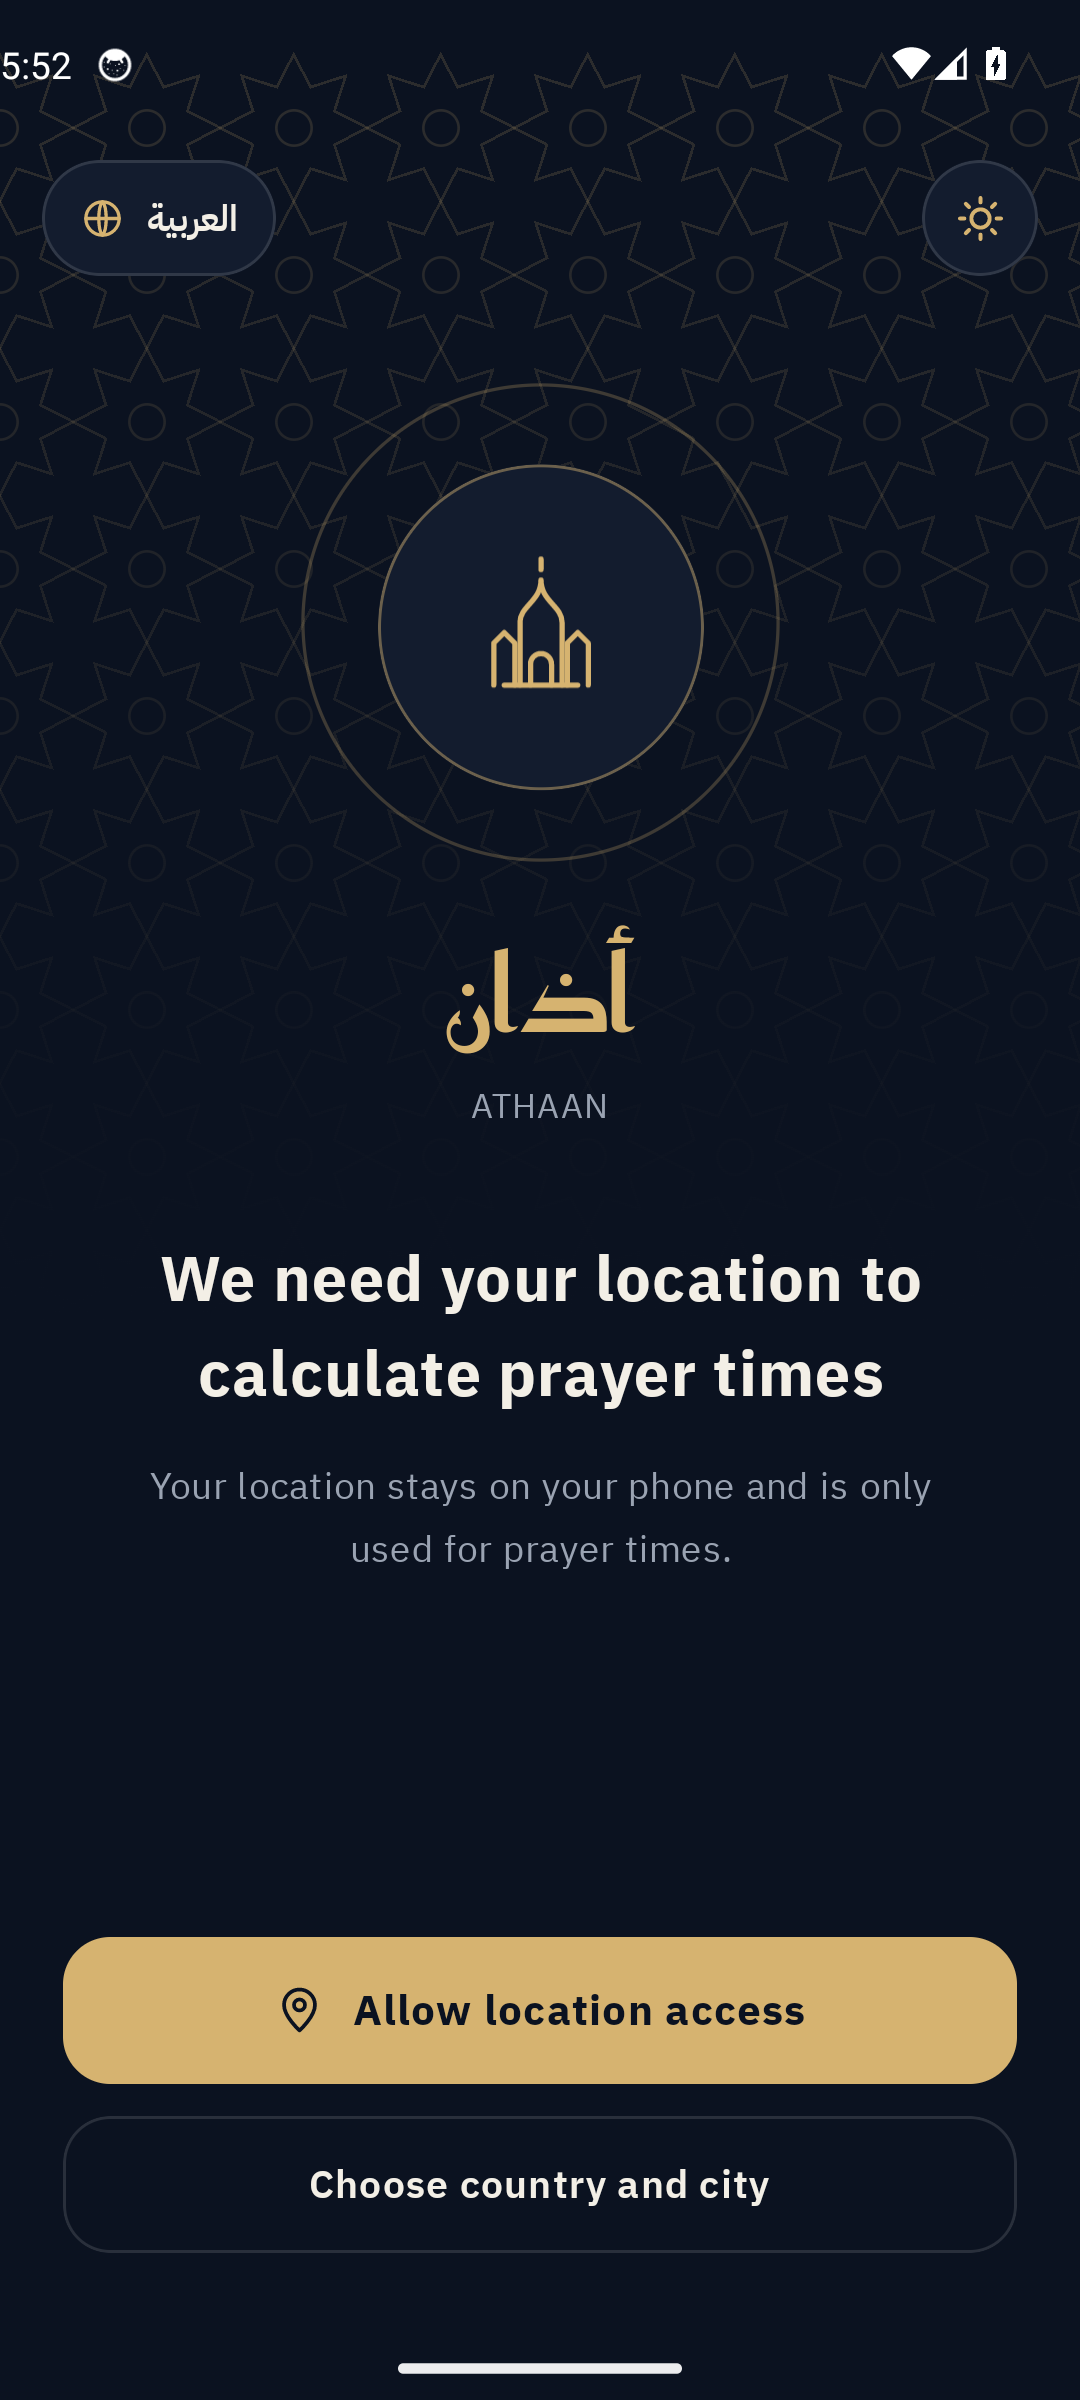 5:52
العربية
أذان
ATHAAN
We need your location to
calculate prayer times
Your location stays on your phone and is only
used for prayer times.
Allow location access
Choose country and city